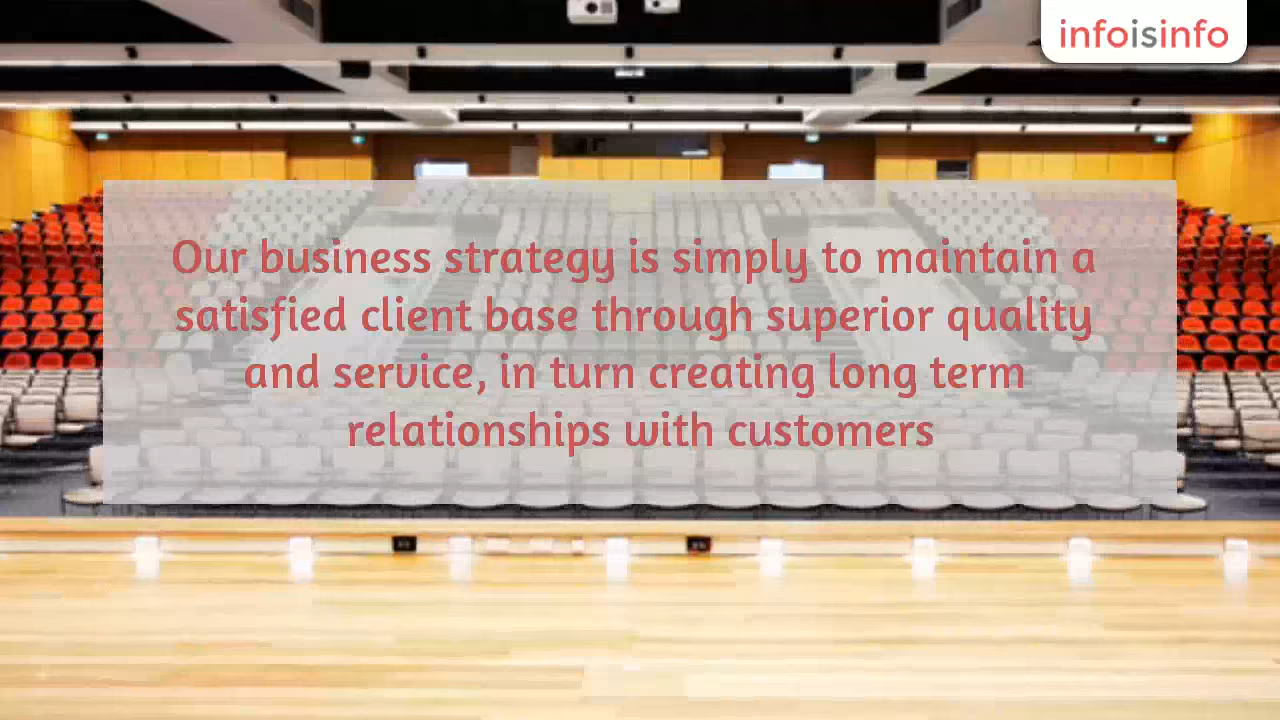 infoisinfo
Our business strategy is simply to maintain a
satisfied client base through superior quality
and service, in turn creating long term
relationships with customers